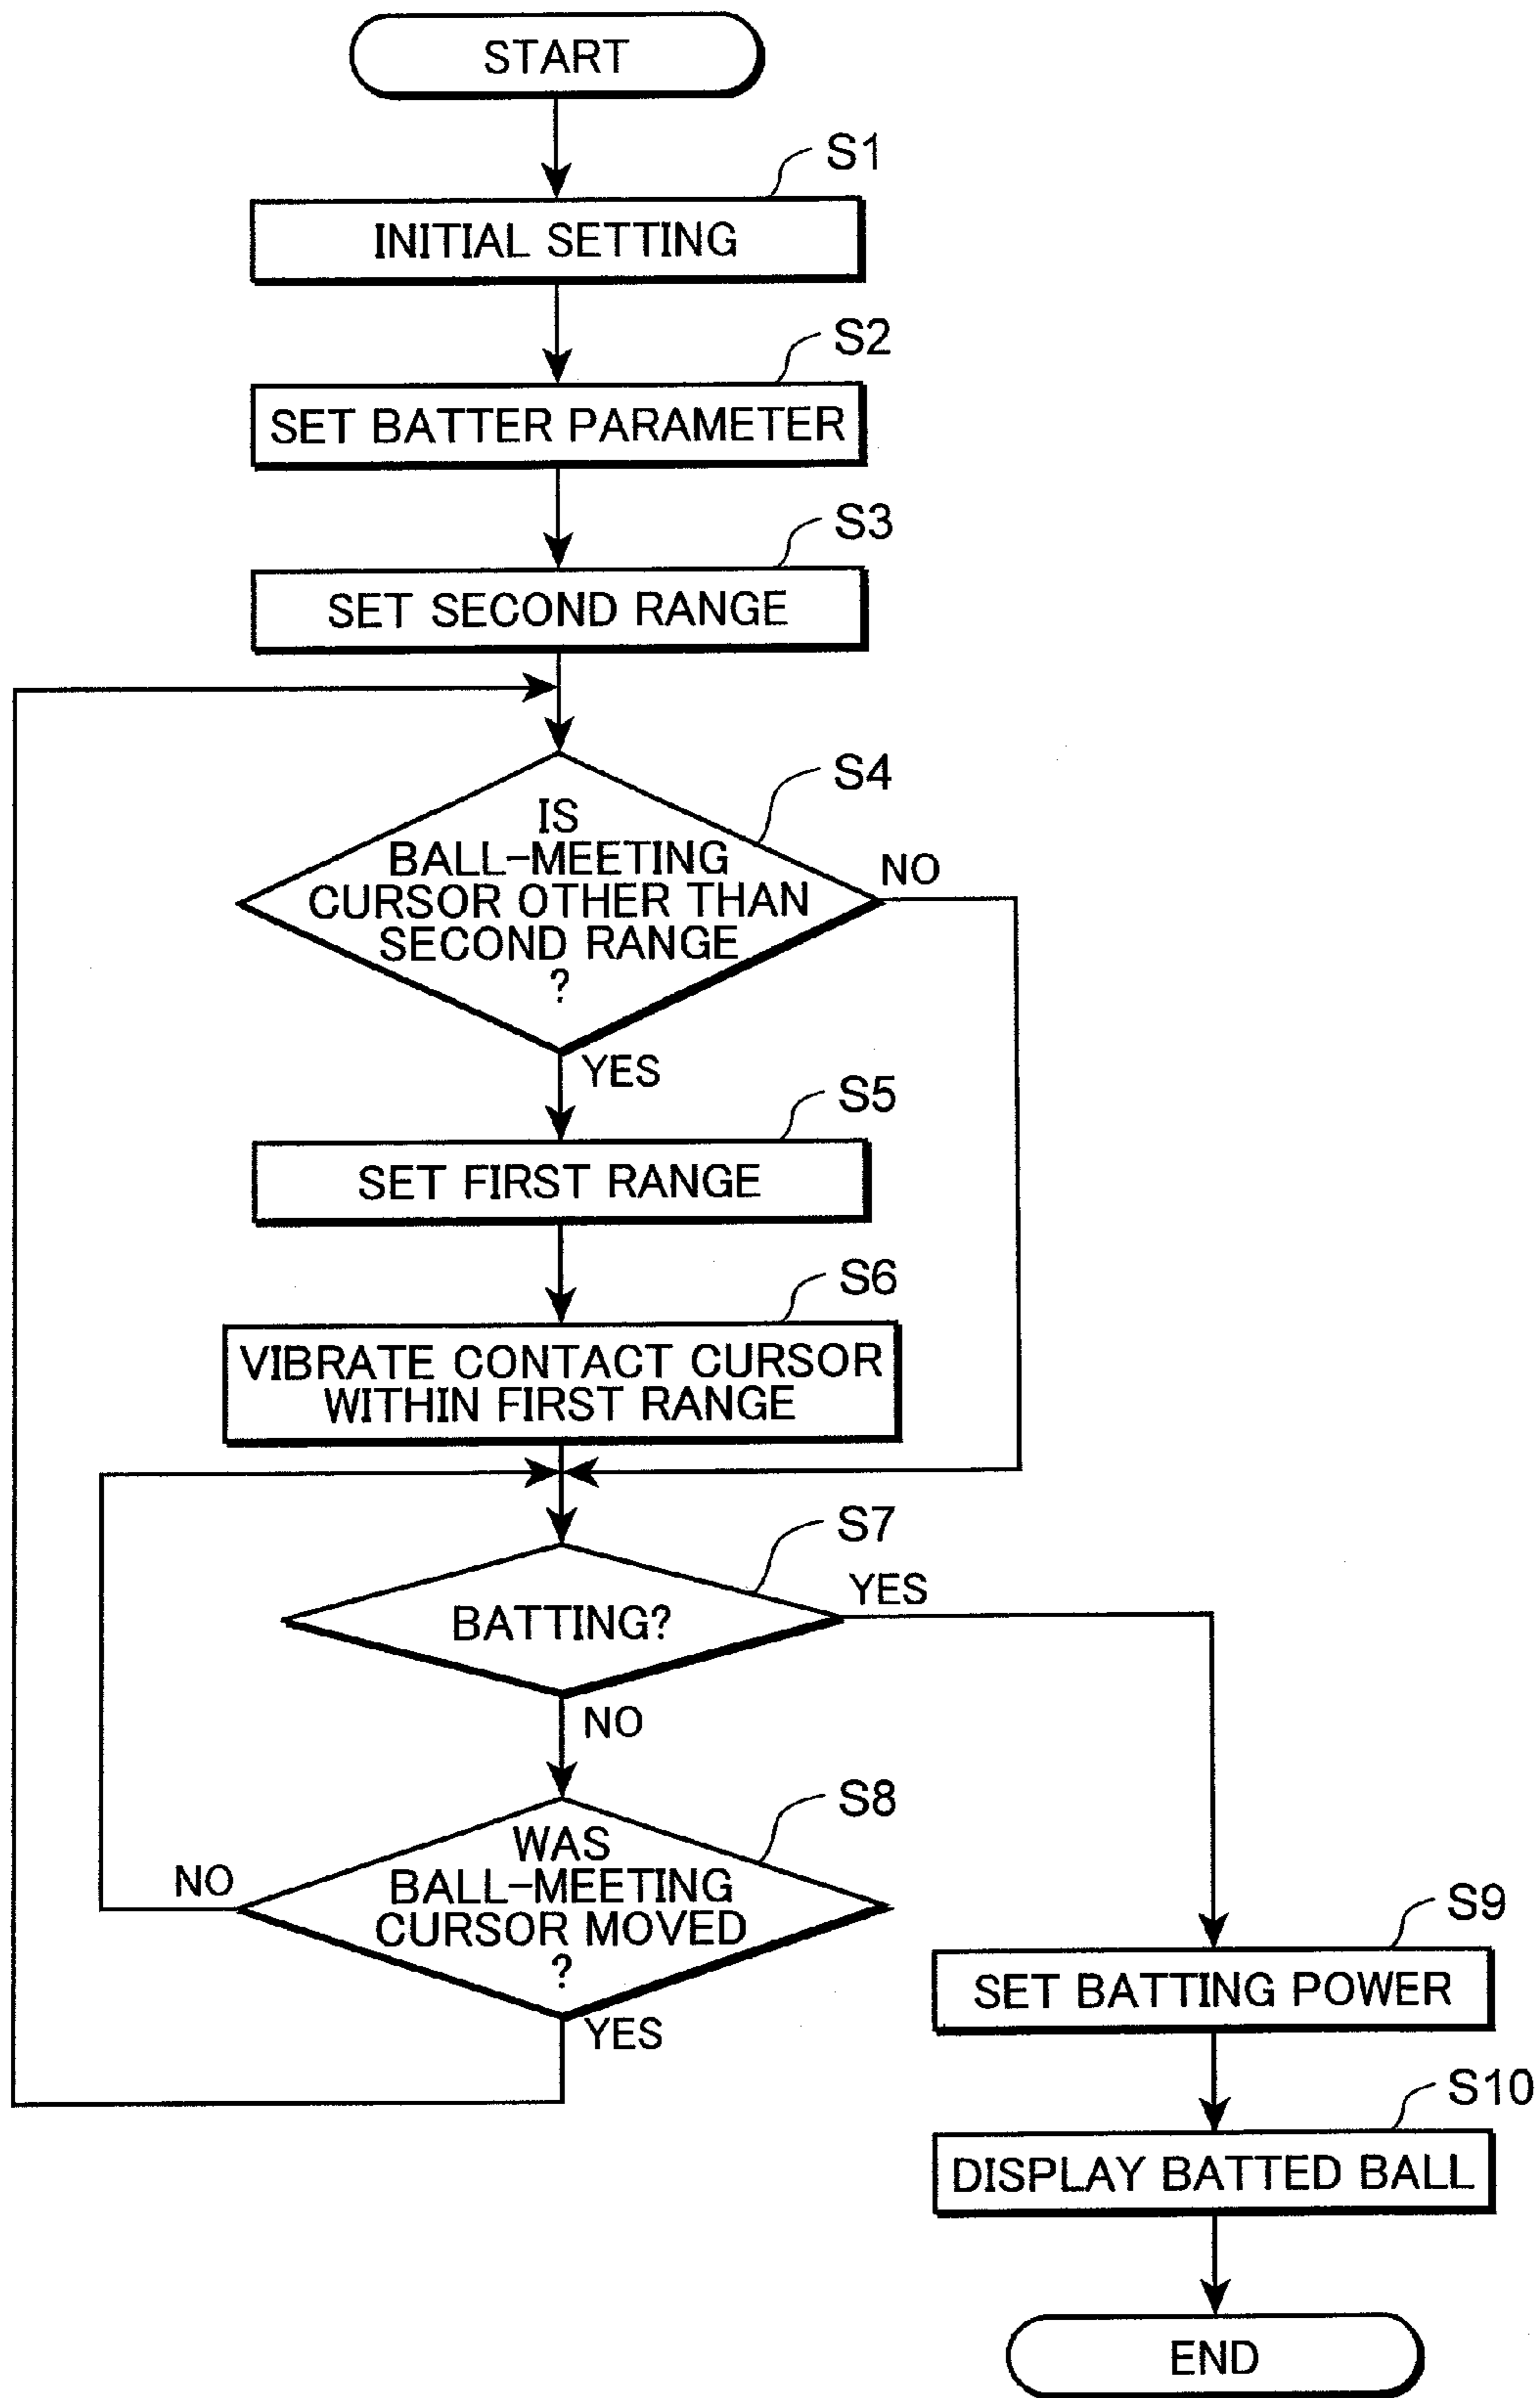 START
S1
INITIAL SETTING
S2
SET BATTER PARAMETER
S3
SET SECOND RANGE
S4
IS
BALL-MEETING
CURSOR OTHER THAN
SECOND RANGE
?
NO
YES
S5
SET FIRST RANGE
S6
VIBRATE CONTACT CURSOR
WITHIN FIRST RANGE
S7
BATTING?
YES
NO
S8
WAS
BALL-MEETING
CURSOR MOVED
?
NO
YES
S9
SET BATTING POWER
S10
DISPLAY BATTED BALL
END